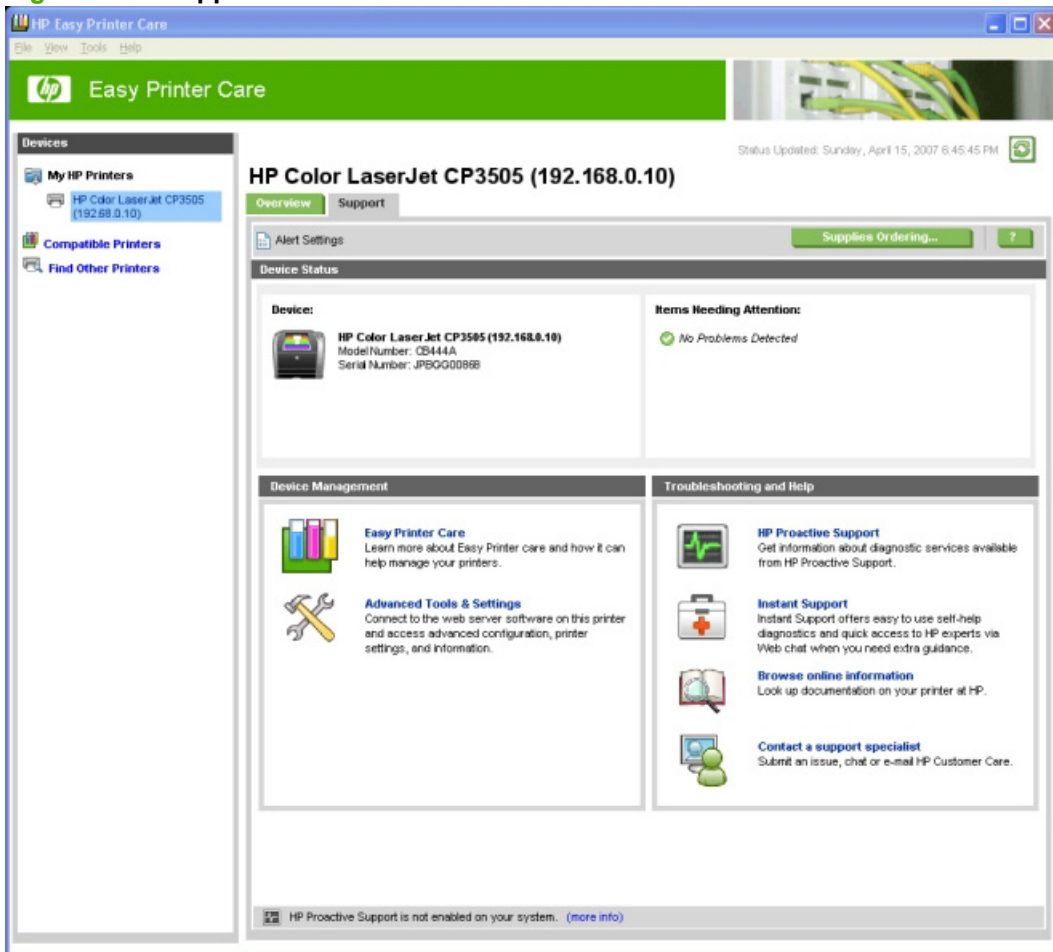 HP Easy Printer Care
File View Tools Help
hp Easy Printer Care
Devices
My HP Printers
HP Color LaserJet CP3505
(192.68.0.10)
Compatible Printers
Find Other Printers
Status Updated: Sunday, April 15, 2007 6:45:45 PM
HP Color LaserJet CP3505 (192.168.0.10)
Overview Support
Alert Settings
Supplies Ordering... ?
Device Status
Device:
HP Color LaserJet CP3505 (192.168.0.10)
Model Number: CB444A
Serial Number: JPBGG00868
Items Needing Attention:
No Problems Detected
Device Management
Easy Printer Care
Learn more about Easy Printer care and how it can
help manage your printers.
Advanced Tools & Settings
Connect to the web server software on this printer
and access advanced configuration, printer
settings, and information.
Troubleshooting and Help
HP Proactive Support
Get information about diagnostic services available
from HP Proactive Support.
Instant Support
Instant Support offers easy to use self-help
diagnostics and quick access to HP experts via
Web chat when you need extra guidance.
Browse online information
Look up documentation on your printer at HP.
Contact a support specialist
Submit an issue, chat or e-mail HP Customer Care.
HP Proactive Support is not enabled on your system. (more info)